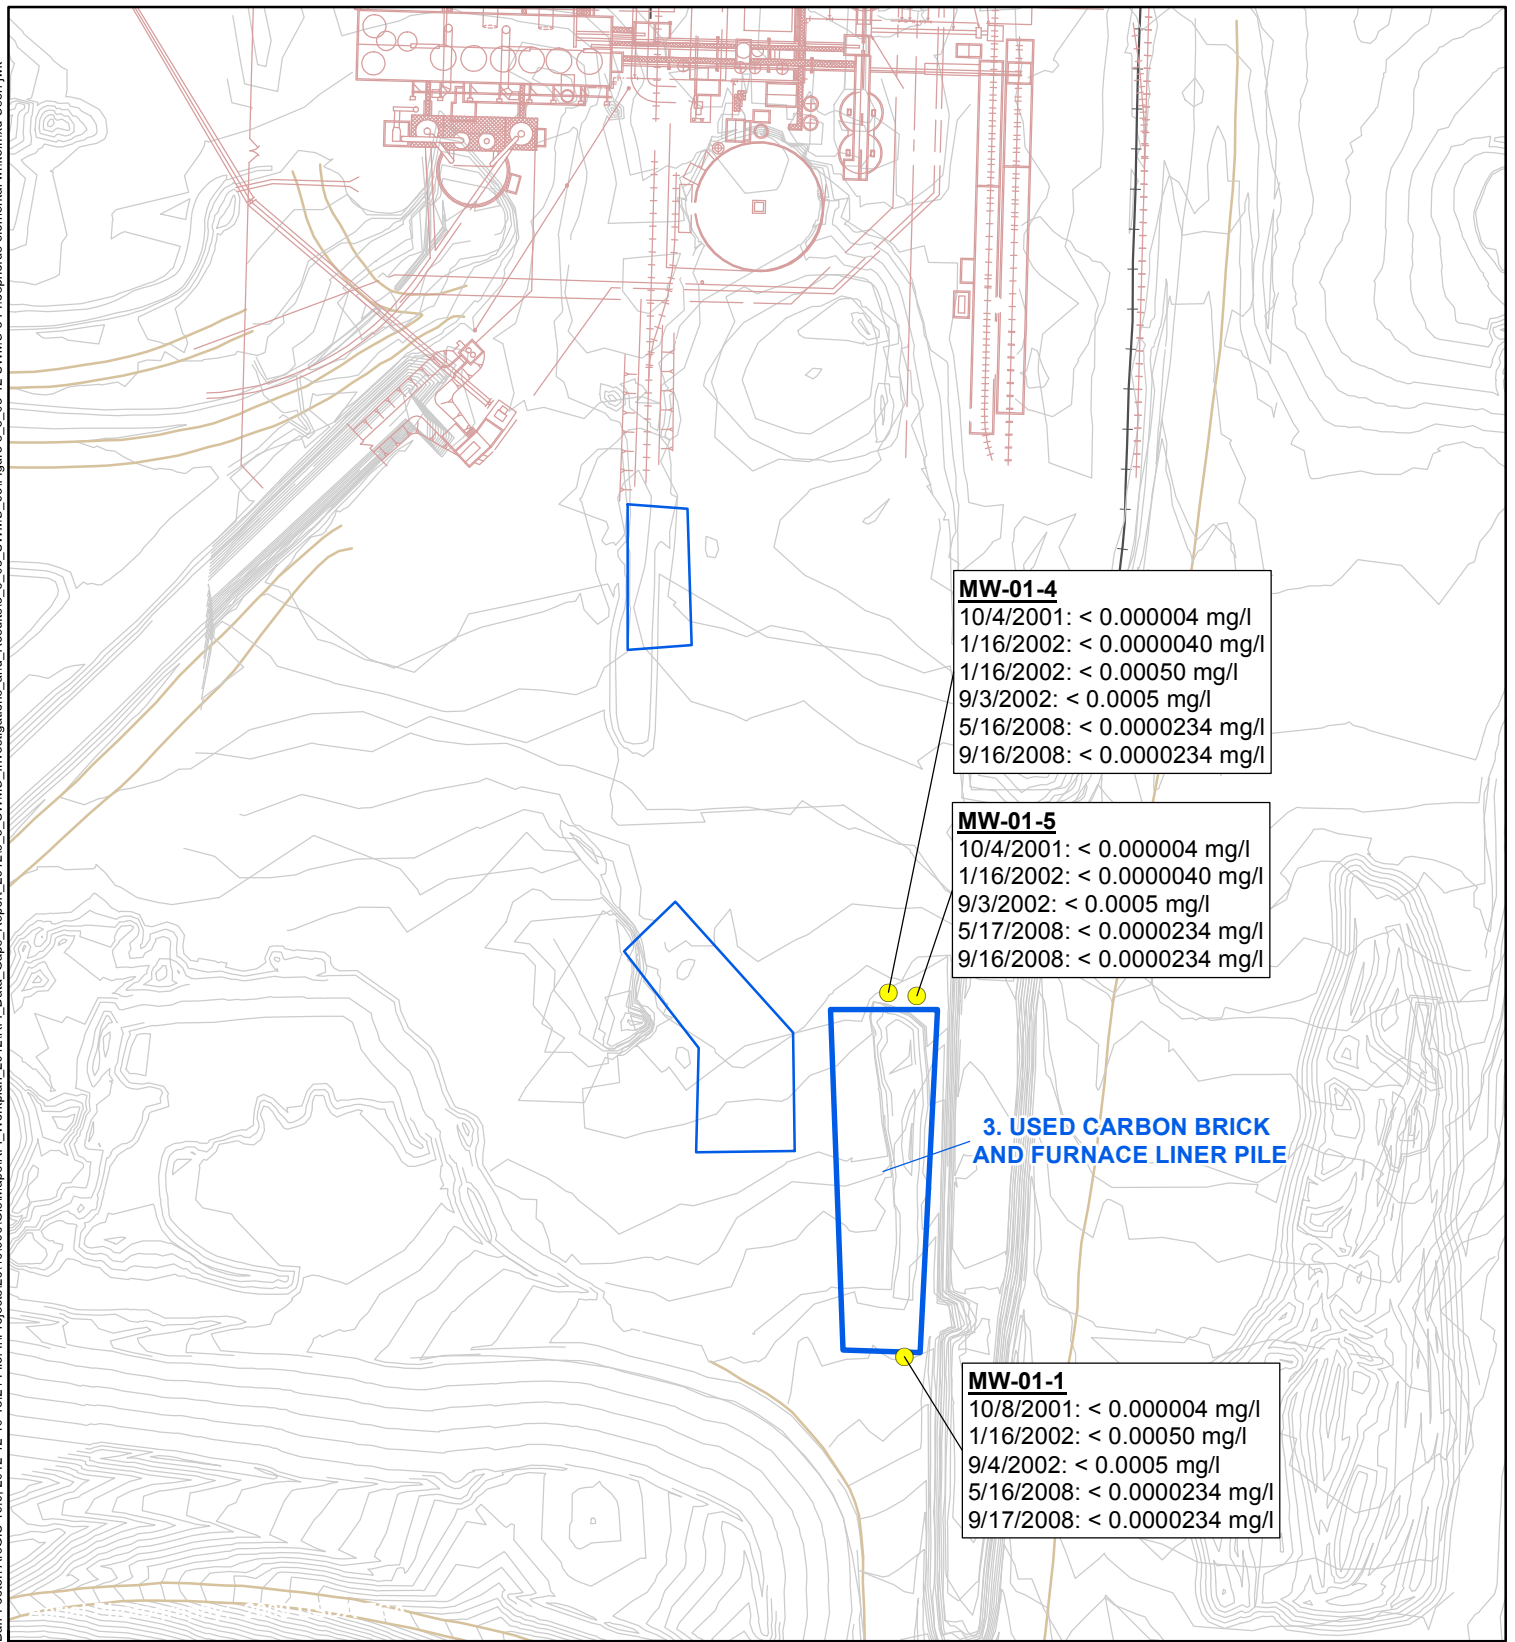 MW-01-4
10/4/2001: < 0.000004 mg/l
1/16/2002: < 0.0000040 mg/l
1/16/2002: < 0.00050 mg/l
9/3/2002: < 0.0005 mg/l
5/16/2008: < 0.0000234 mg/l
9/16/2008: < 0.0000234 mg/l
MW-01-5
10/4/2001: < 0.000004 mg/l
1/16/2002: < 0.0000040 mg/l
9/3/2002: < 0.0005 mg/l
5/17/2008: < 0.0000234 mg/l
9/16/2008: < 0.0000234 mg/l
3. USED CARBON BRICK
AND FURNACE LINER PILE
MW-01-1
10/8/2001: < 0.000004 mg/l
1/16/2002: < 0.00050 mg/l
9/4/2002: < 0.0005 mg/l
5/16/2008: < 0.0000234 mg/l
9/17/2008: < 0.0000234 mg/l